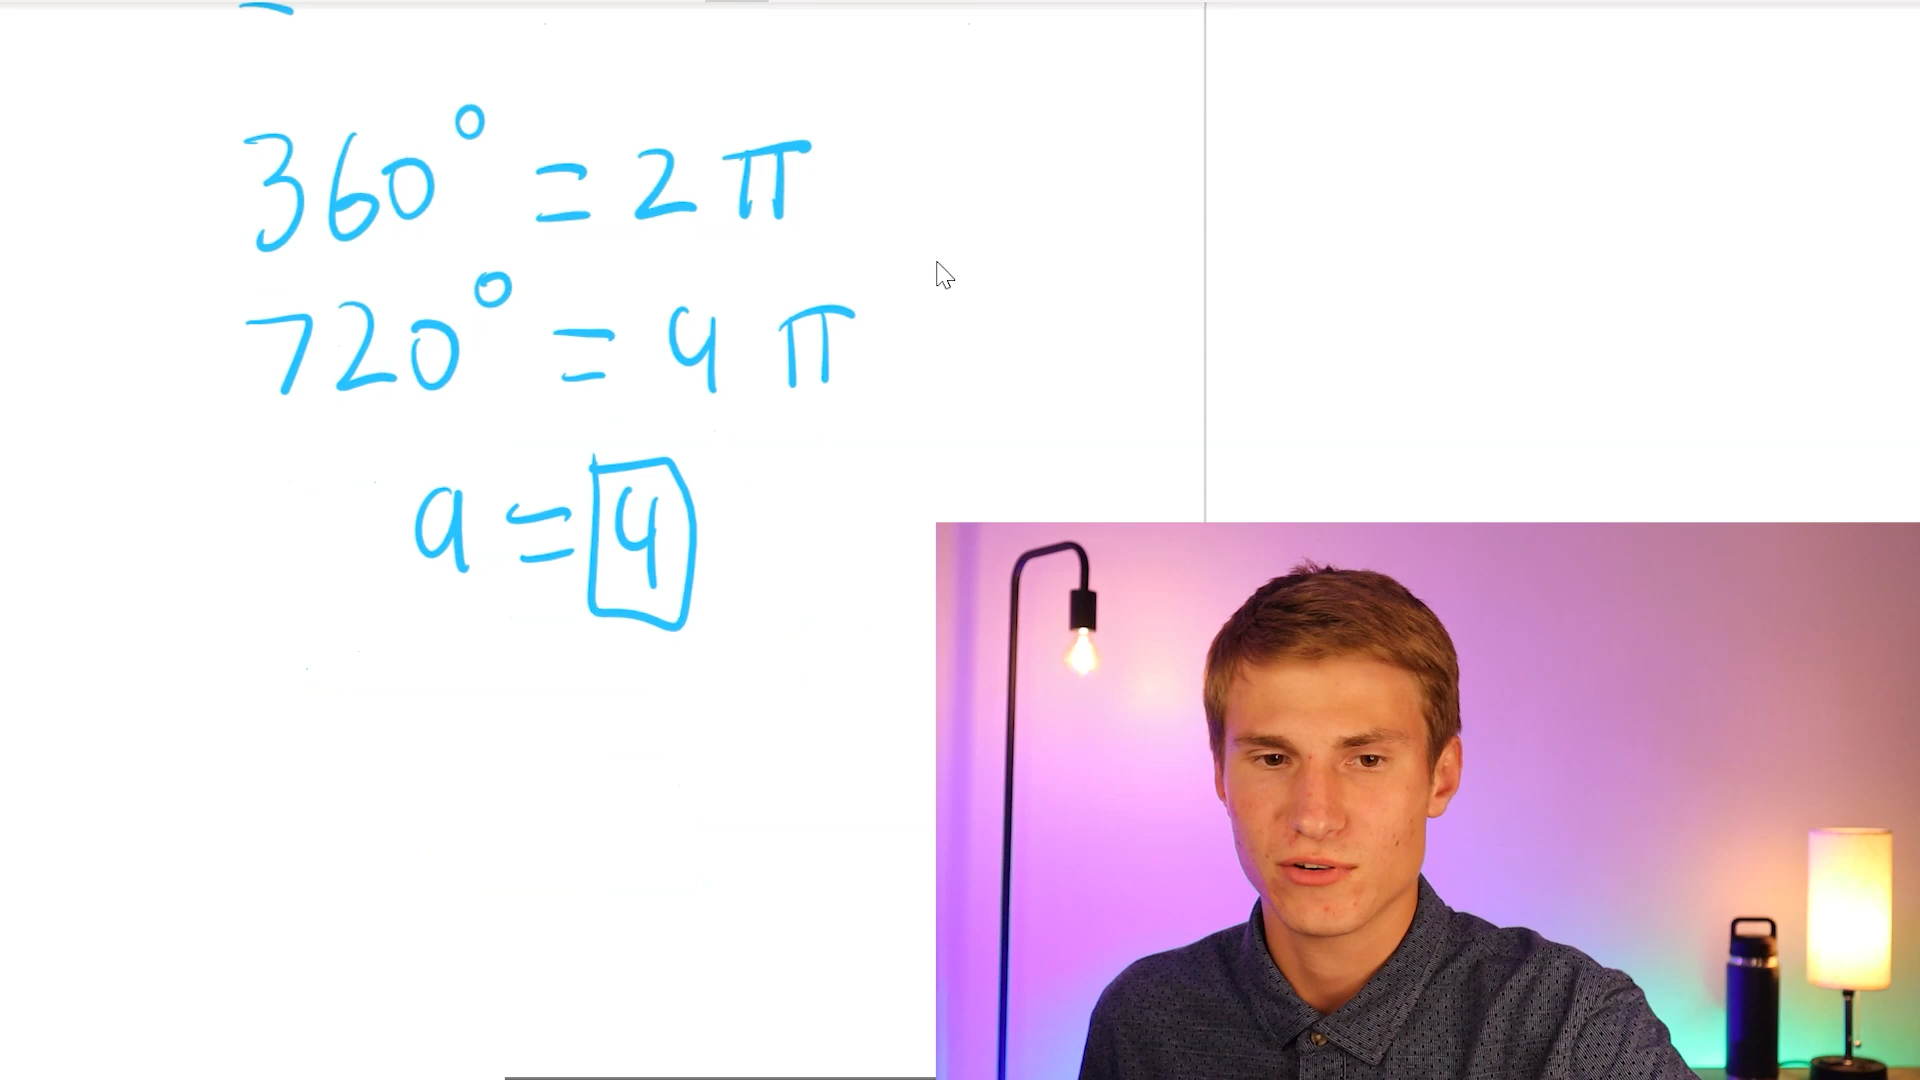 360° = 2π
720° = 4π
a = 4